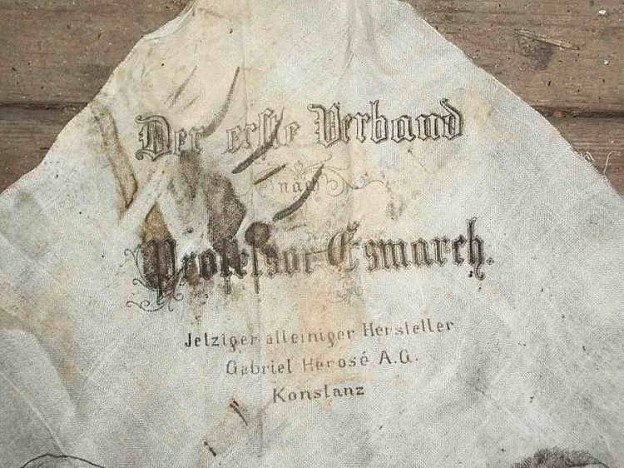 Der erste Verband
nach
Professor Esmarch.
Jetziger alleiniger Hersteller
Gabriel Herosé A.G.
Konstanz